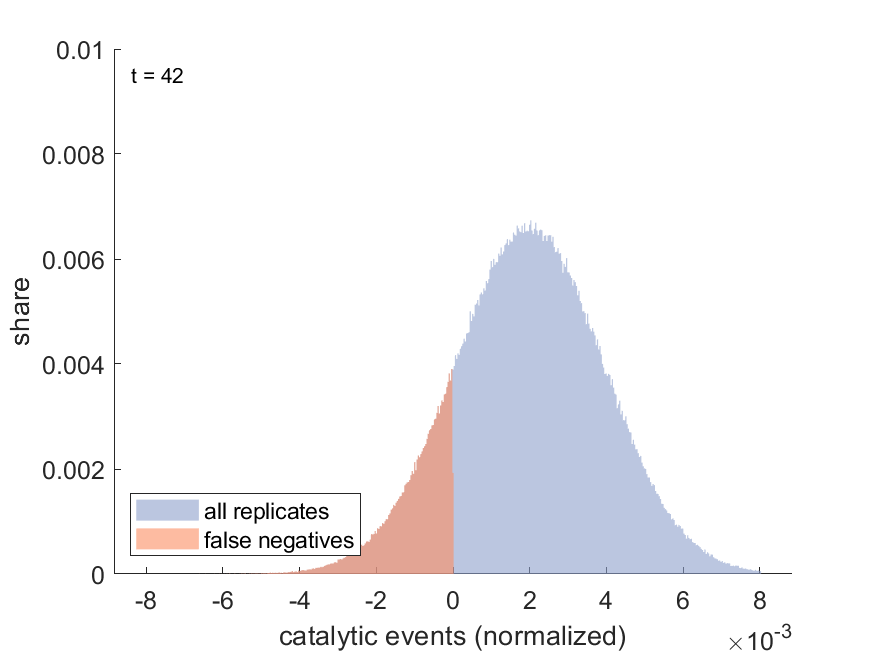 0.01
t = 42
0.008
0.006
share
0.004
0.002
all replicates
false negatives
0
-8 -6 -4 -2 0 2 4 6 8
catalytic events (normalized)
×10-3